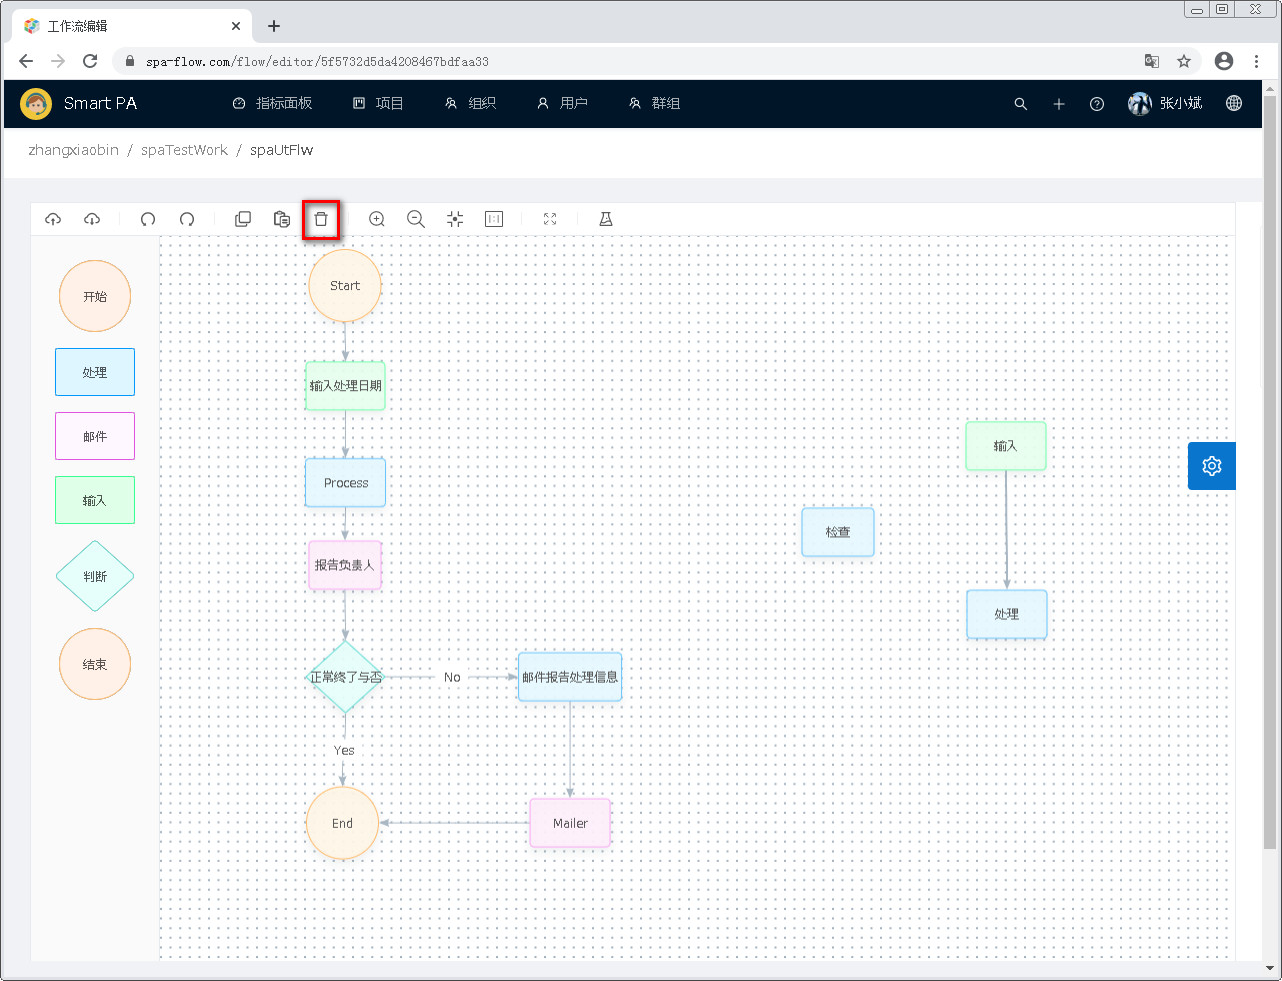 工作流编辑
spa-flow.com/flow/editor/5f5732d5da4208467bdfaa33
Smart PA 指标面板 项目 组织 用户 群组 张小斌
zhangxiaobin / spaTestWork / spaUtFlw
开始
处理
邮件
输入
判断
结束
Start
输入处理日期
Process
报告负责人
正常终了与否
No
邮件报告处理信息
Yes
End
Mailer
检查
输入
处理